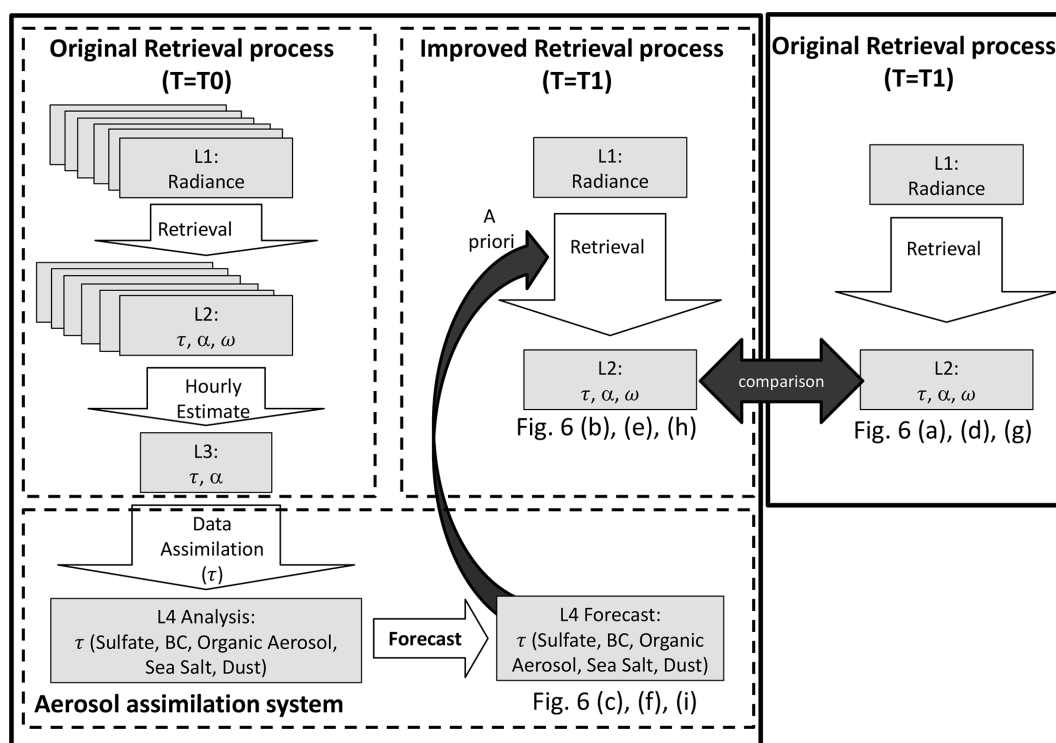 Original Retrieval process
(T=T0)
L1:
Radiance
Retrieval
L2:
τ, α, ω
Hourly
Estimate
L3:
τ, α
Improved Retrieval process
(T=T1)
L1:
Radiance
A
priori
Retrieval
L2:
τ, α, ω
Fig. 6 (b), (e), (h)
comparison
Original Retrieval process
(T=T1)
L1:
Radiance
Retrieval
L2:
τ, α, ω
Fig. 6 (a), (d), (g)
Data
Assimilation
(τ)
L4 Analysis:
τ (Sulfate, BC, Organic Aerosol,
Sea Salt, Dust)
Forecast
L4 Forecast:
τ (Sulfate, BC, Organic
Aerosol, Sea Salt, Dust)
Aerosol assimilation system
Fig. 6 (c), (f), (i)